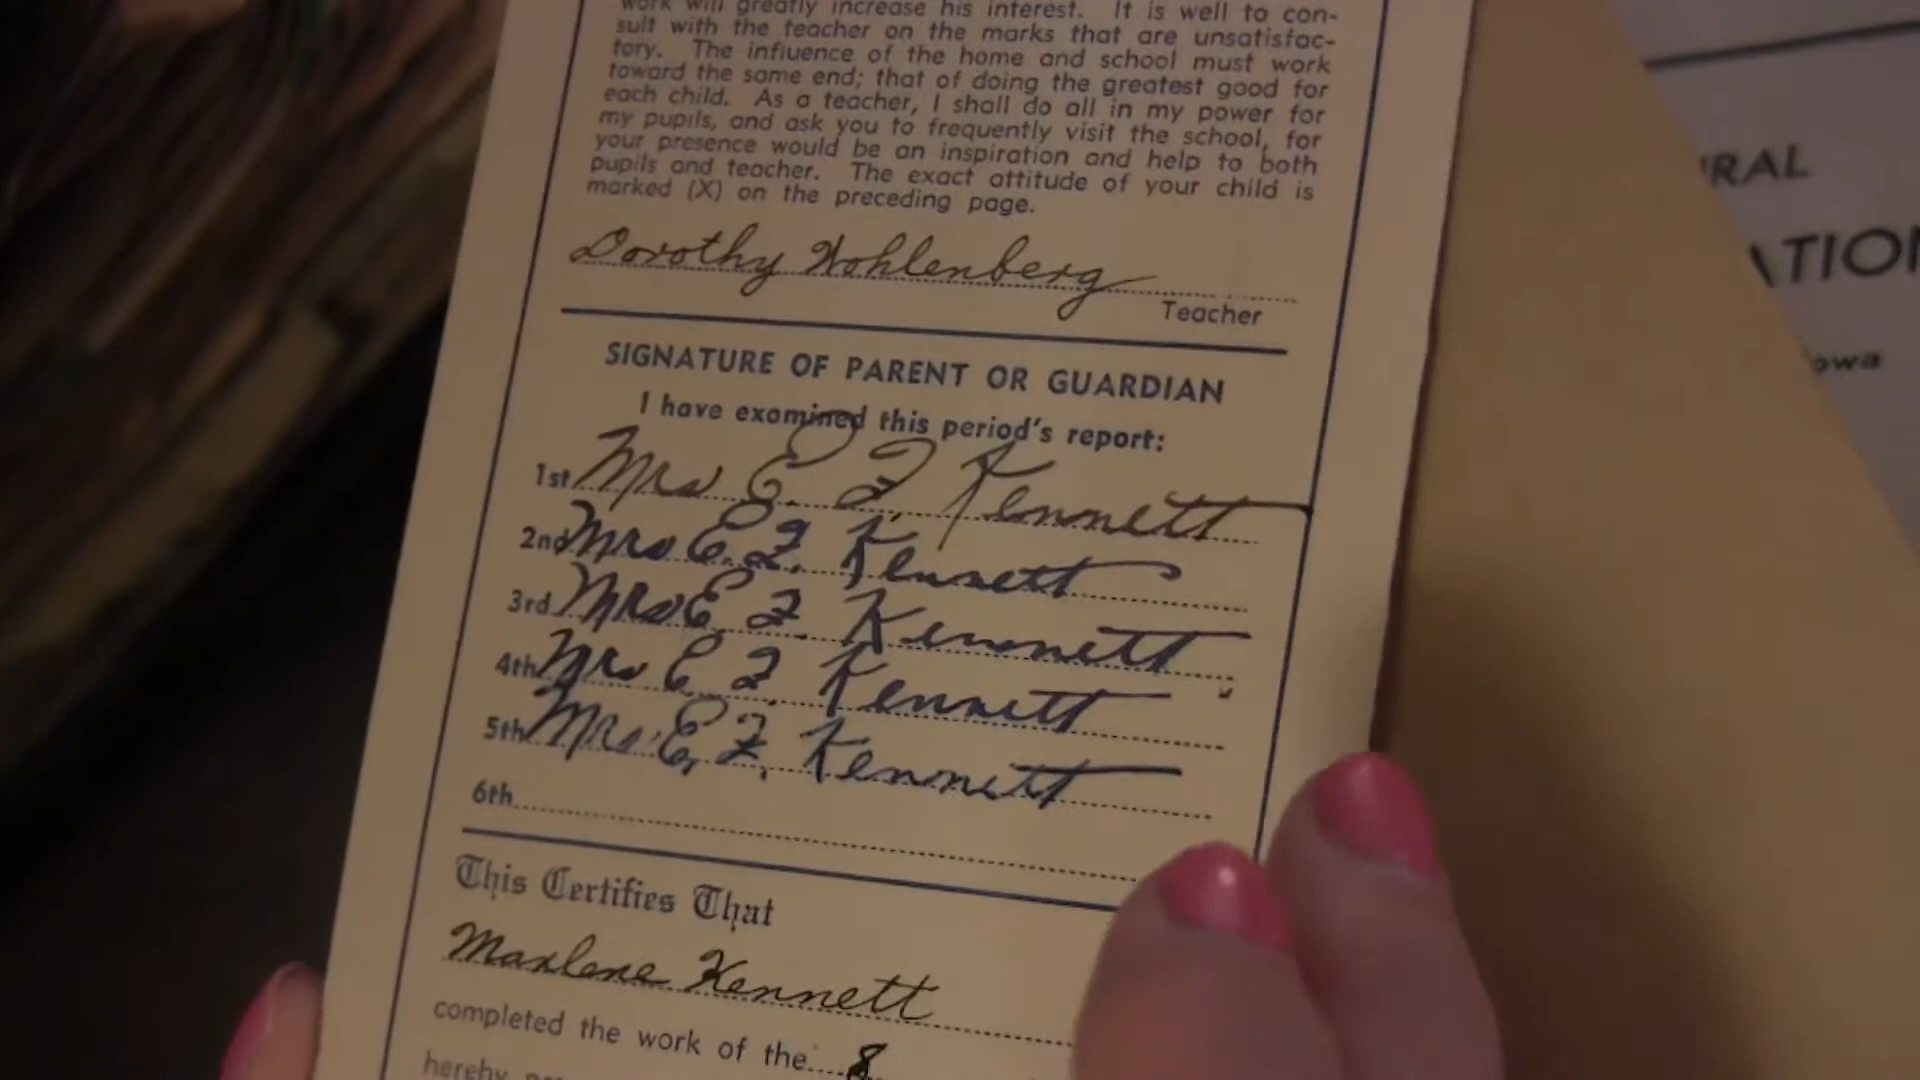 work will greatly increase his interest. It is well to con-
sult with the teacher on the marks that are unsatisfac-
tory. The influence of the home and school must work
toward the same end; that of doing the greatest good for
each child. As a teacher, I shall do all in my power for
my pupils, and ask you to frequently visit the school, for
your presence would be an inspiration and help to both
pupils and teacher. The exact attitude of your child is
marked (X) on the preceding page.
Dorothy Wohlenberg
Teacher
SIGNATURE OF PARENT OR GUARDIAN
I have examined this period's report:
1st Mrs E. F. Kennett
2nd Mrs E. F. Kennett
3rd Mrs E. F. Kennett
4th Mrs E. F. Kennett
5th Mrs. E. F. Kennett
6th
This Certifies That
Marlene Kennett
completed the work of the 8
hereby
RAL
ATION
owa